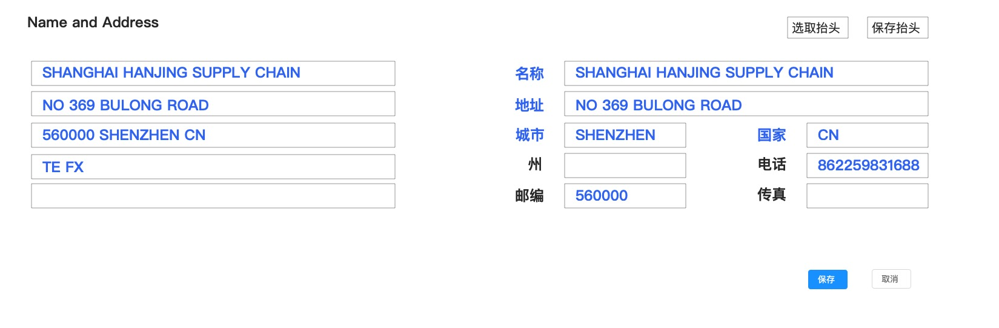 Name and Address
选取抬头 保存抬头
SHANGHAI HANJING SUPPLY CHAIN
NO 369 BULONG ROAD
560000 SHENZHEN CN
TE FX
名称 SHANGHAI HANJING SUPPLY CHAIN
地址 NO 369 BULONG ROAD
城市 SHENZHEN 国家 CN
州 电话 862259831688
邮编 560000 传真
保存 取消